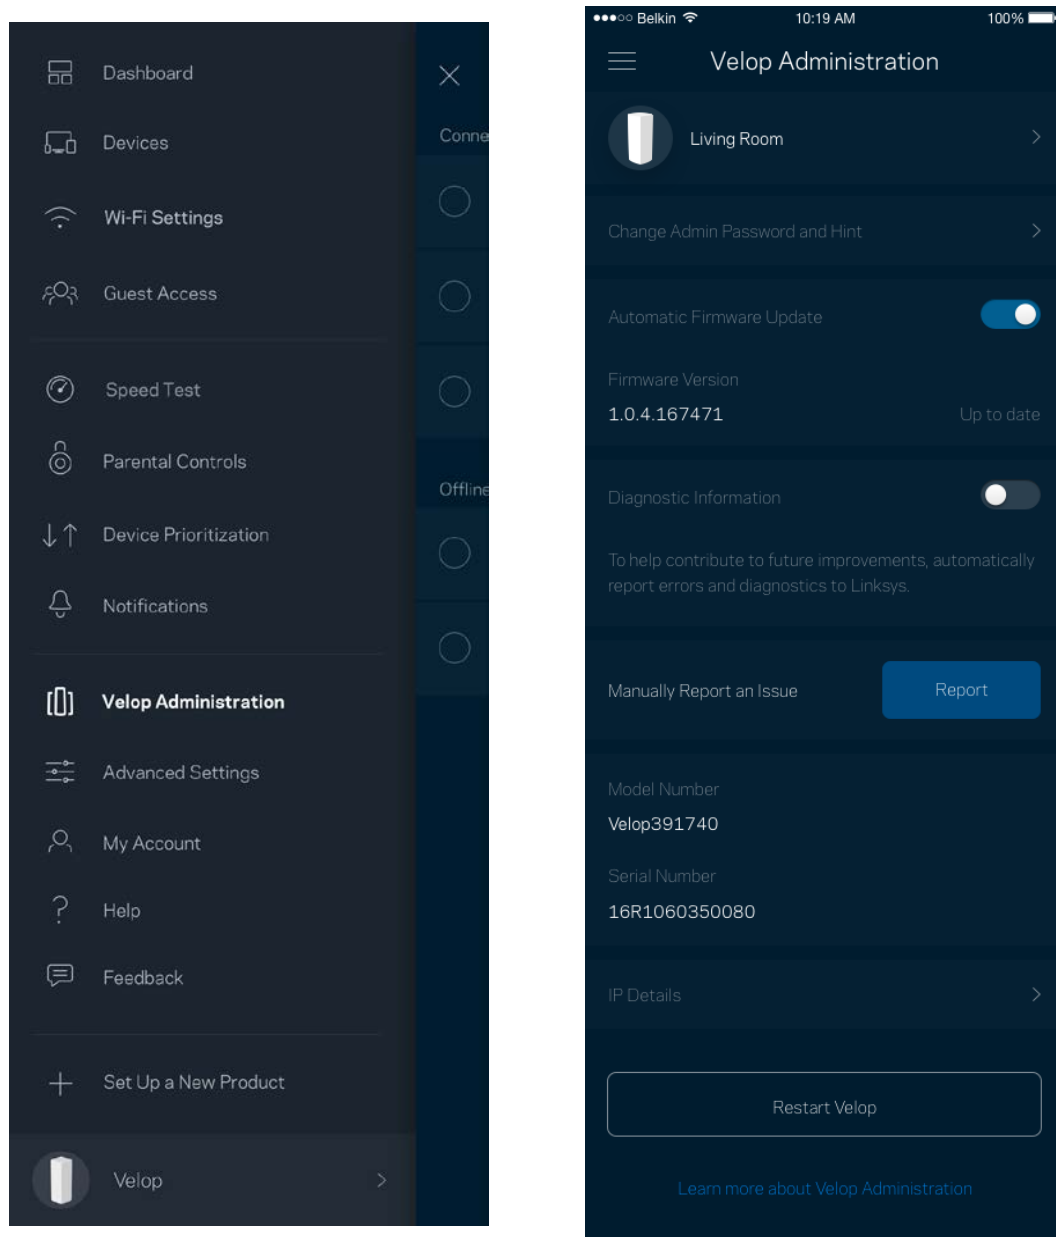 Dashboard
Devices
Wi-Fi Settings
Guest Access
Speed Test
Parental Controls
Device Prioritization
Notifications
Velop Administration
Advanced Settings
My Account
Help
Feedback
Set Up a New Product
Velop
Conne
Offline
Belkin 10:19 AM 100%
Velop Administration
Living Room
Change Admin Password and Hint
Automatic Firmware Update
Firmware Version
1.0.4.167471 Up to date
Diagnostic Information
To help contribute to future improvements, automatically
report errors and diagnostics to Linksys.
Manually Report an Issue Report
Model Number
Velop391740
Serial Number
16R1060350080
IP Details
Restart Velop
Learn more about Velop Administration